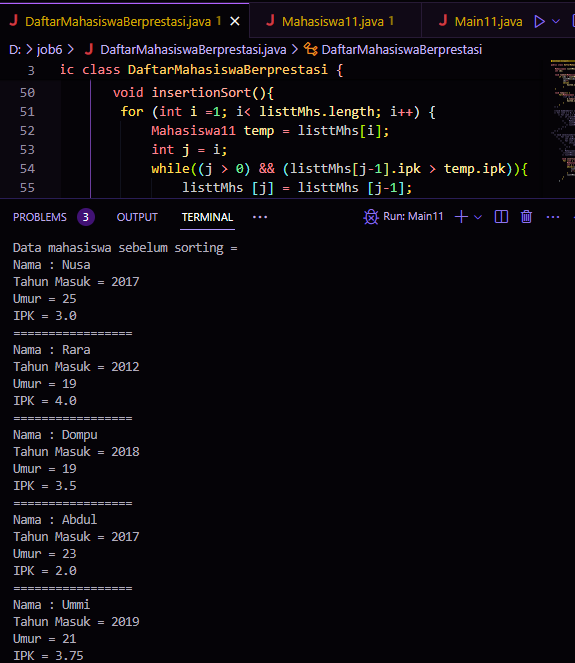 DaftarMahasiswaBerprestasi.java 1
Mahasiswa11.java 1
Main11.java
D: > job6 > DaftarMahasiswaBerprestasi.java > DaftarMahasiswaBerprestasi
3 ic class DaftarMahasiswaBerprestasi {
50 void insertionSort(){
51 for (int i =1; i< listtMhs.length; i++) {
52 Mahasiswa11 temp = listtMhs[i];
53 int j = i;
54 while((j > 0) && (listtMhs[j-1].ipk > temp.ipk)){
55 listtMhs [j] = listtMhs [j-1];
PROBLEMS 3 OUTPUT TERMINAL ... Run: Main11 ...
Data mahasiswa sebelum sorting =
Nama : Nusa
Tahun Masuk = 2017
Umur = 25
IPK = 3.0
=================
Nama : Rara
Tahun Masuk = 2012
Umur = 19
IPK = 4.0
=================
Nama : Dompu
Tahun Masuk = 2018
Umur = 19
IPK = 3.5
=================
Nama : Abdul
Tahun Masuk = 2017
Umur = 23
IPK = 2.0
=================
Nama : Ummi
Tahun Masuk = 2019
Umur = 21
IPK = 3.75